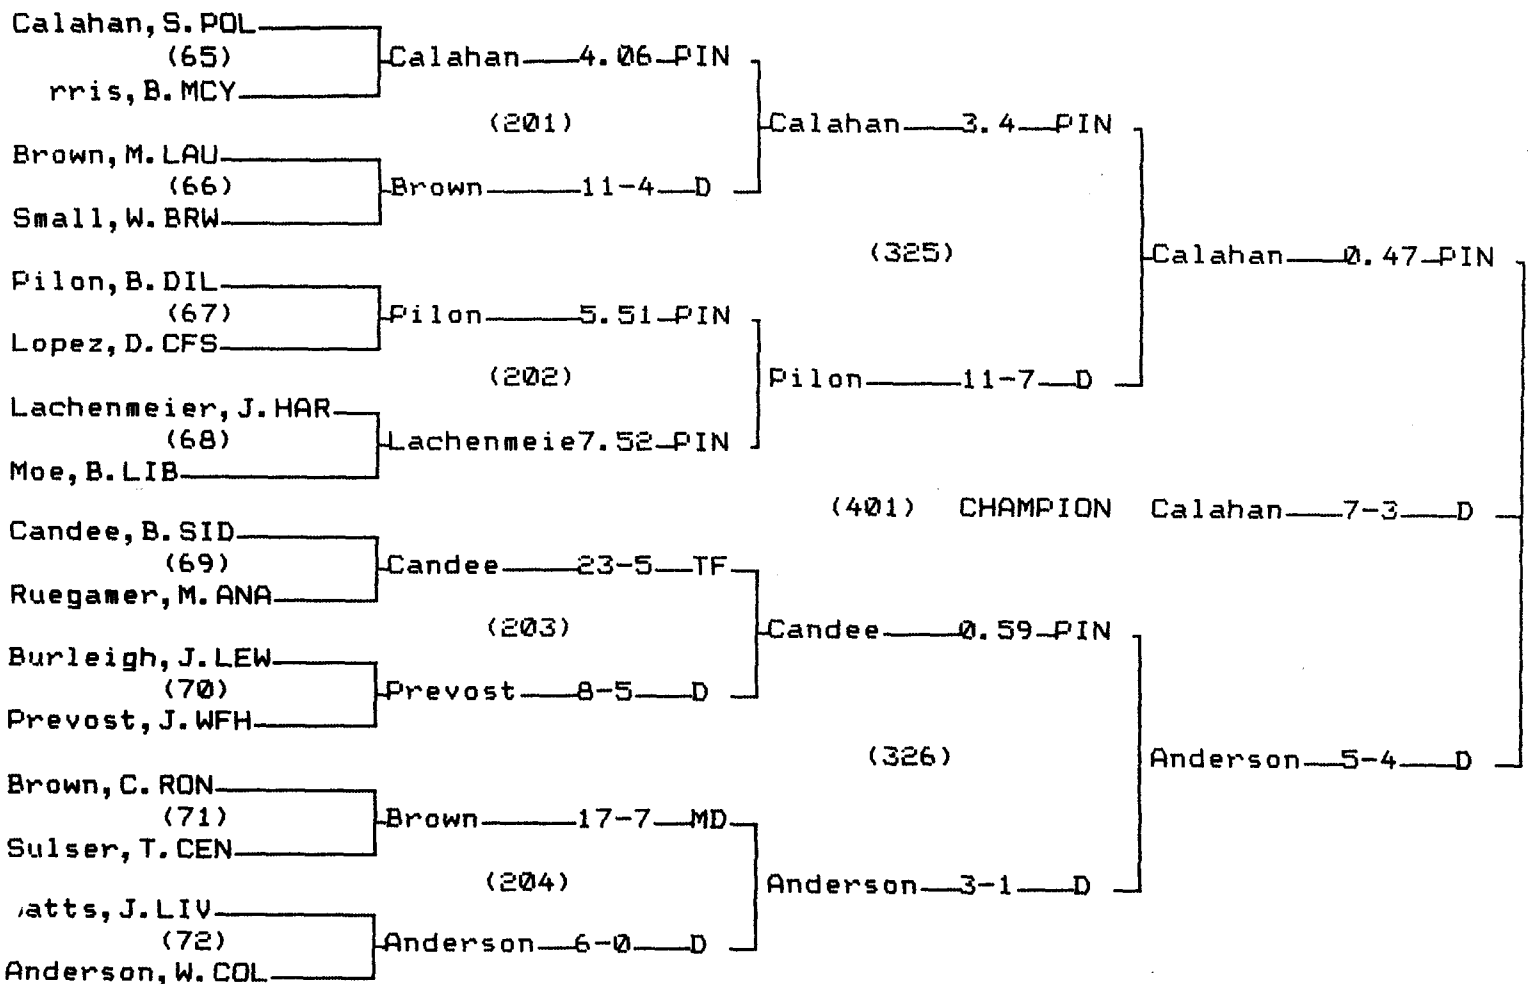 Calahan, S. POL
(65) Calahan 4.06 PIN
rris, B. MCY
(201) Calahan 3.4 PIN
Brown, M. LAU
(66) Brown 11-4 D
Small, W. BRW
(325) Calahan 0.47 PIN
Pilon, B. DIL
(67) Pilon 5.51 PIN
Lopez, D. CFS
(202) Pilon 11-7 D
Lachenmeier, J. HAR
(68) Lachenmeie 7.52 PIN
Moe, B. LIB
(401) CHAMPION Calahan 7-3 D
Candee, B. SID
(69) Candee 23-5 TF
Ruegamer, M. ANA
(203) Candee 0.59 PIN
Burleigh, J. LEW
(70) Prevost 8-5 D
Prevost, J. WFH
(326) Anderson 5-4 D
Brown, C. RON
(71) Brown 17-7 MD
Sulser, T. CEN
(204) Anderson 3-1 D
atts, J. LIV
(72) Anderson 6-0 D
Anderson, W. COL